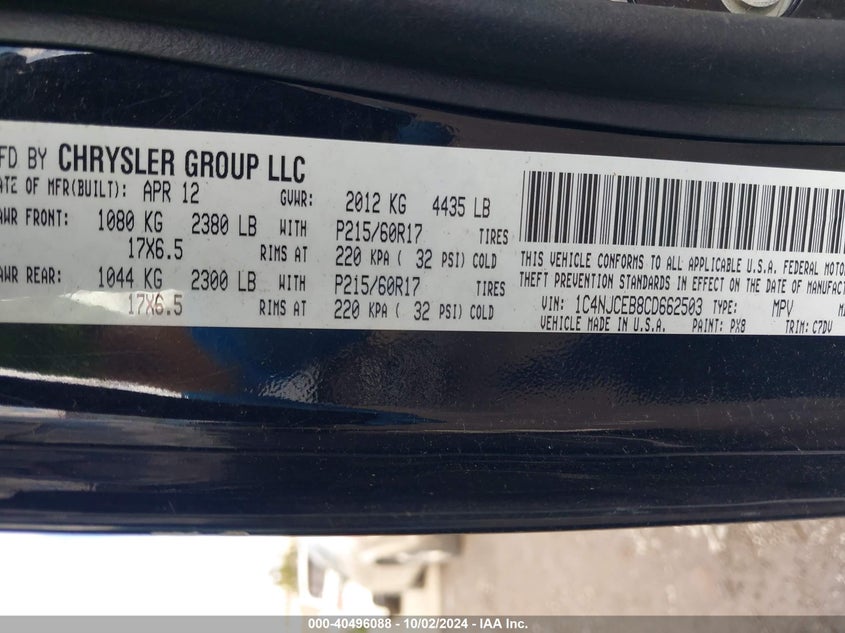 FD BY CHRYSLER GROUP LLC
ATE OF MFR(BUILT): APR 12 GVWR: 2012 KG 4435 LB
AWR FRONT: 1080 KG 2380 LB WITH P215/60R17 TIRES
17X6.5 RIMS AT 220 KPA ( 32 PSI) COLD
AWR REAR: 1044 KG 2300 LB WITH P215/60R17 TIRES
17X6.5 RIMS AT 220 KPA ( 32 PSI) COLD
THIS VEHICLE CONFORMS TO ALL APPLICABLE U.S.A. FEDERAL MOTOR
THEFT PREVENTION STANDARDS IN EFFECT ON THE DATE OF MANUFACT
VIN: 1C4NJCEB8CD662503 TYPE: MPV
VEHICLE MADE IN U.S.A. PAINT: PX8 TRIM: C7DV
000-40496088 - 10/02/2024 - IAA Inc.